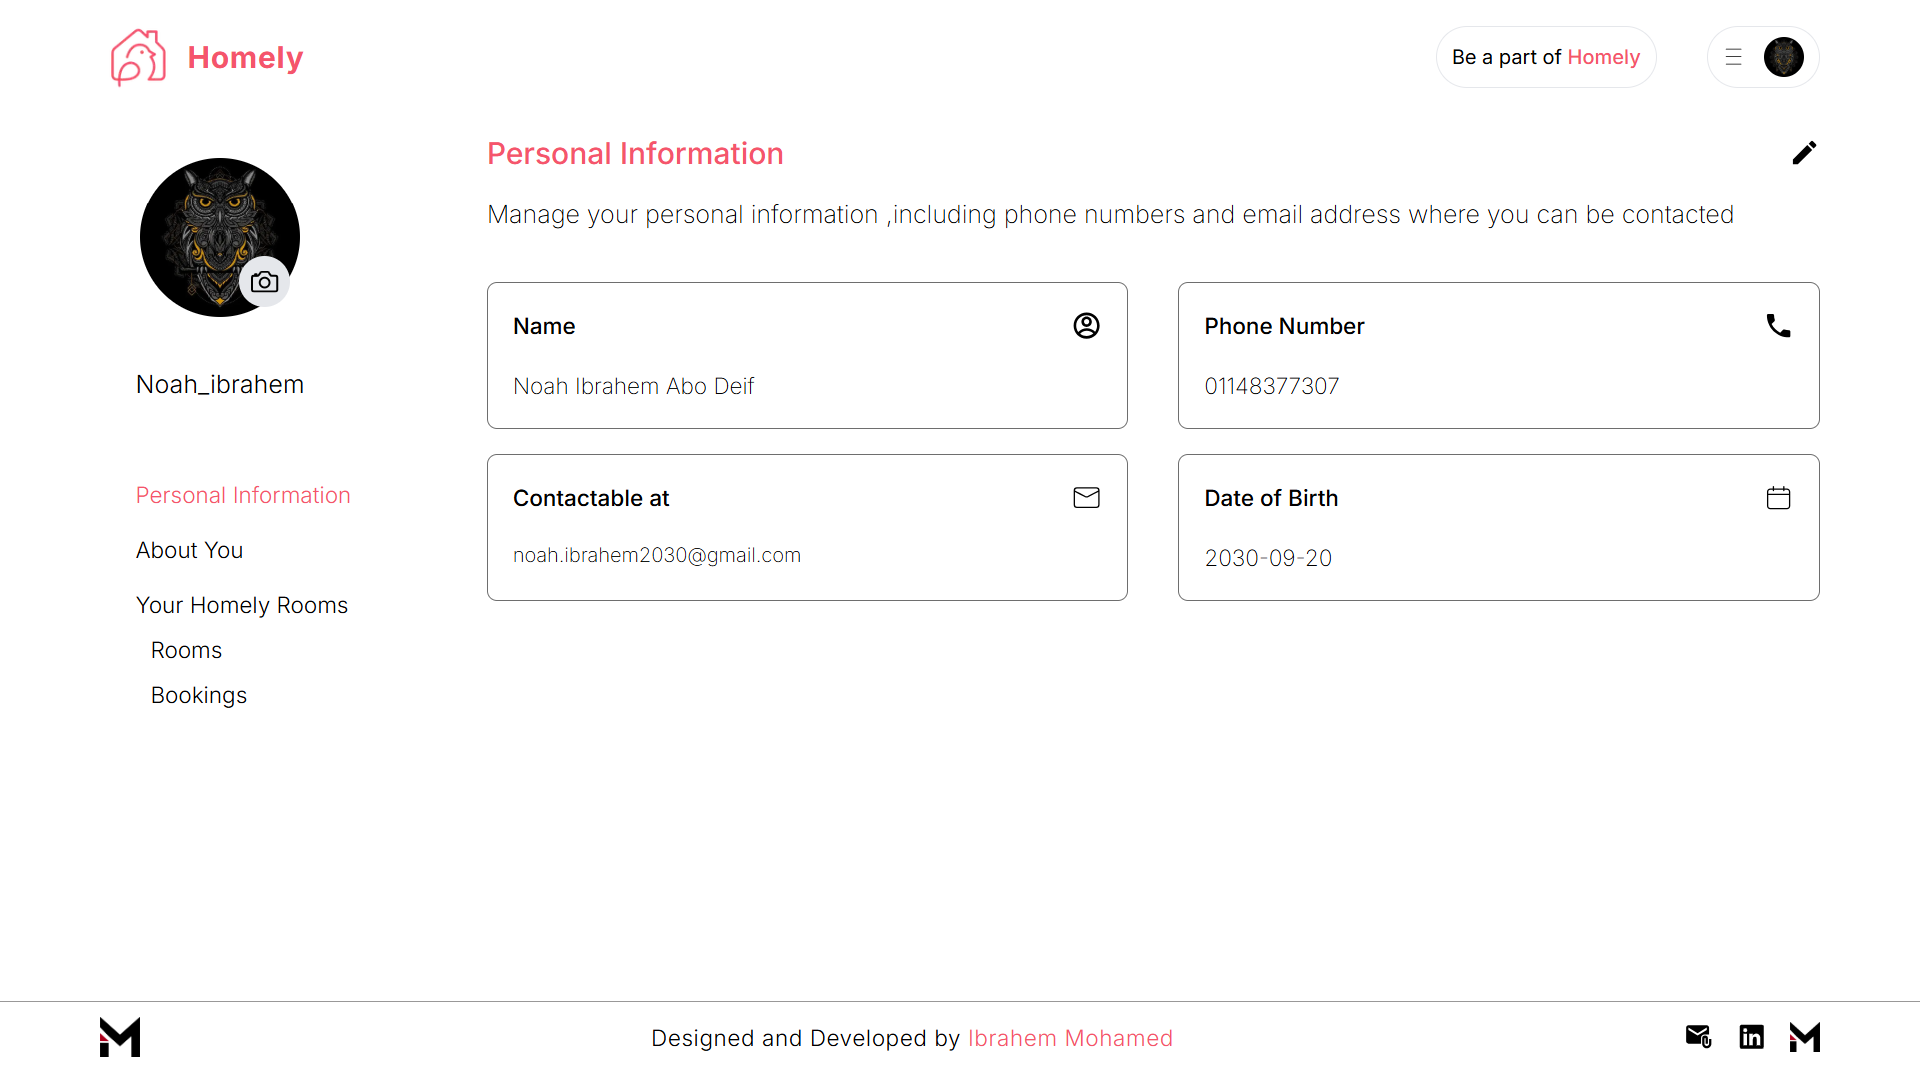 Homely
Be a part of Homely
Noah_ibrahem
Personal Information
About You
Your Homely Rooms
Rooms
Bookings
Personal Information
Manage your personal information ,including phone numbers and email address where you can be contacted
Name
Noah Ibrahem Abo Deif
Phone Number
01148377307
Contactable at
noah.ibrahem2030@gmail.com
Date of Birth
2030-09-20
Designed and Developed by Ibrahem Mohamed